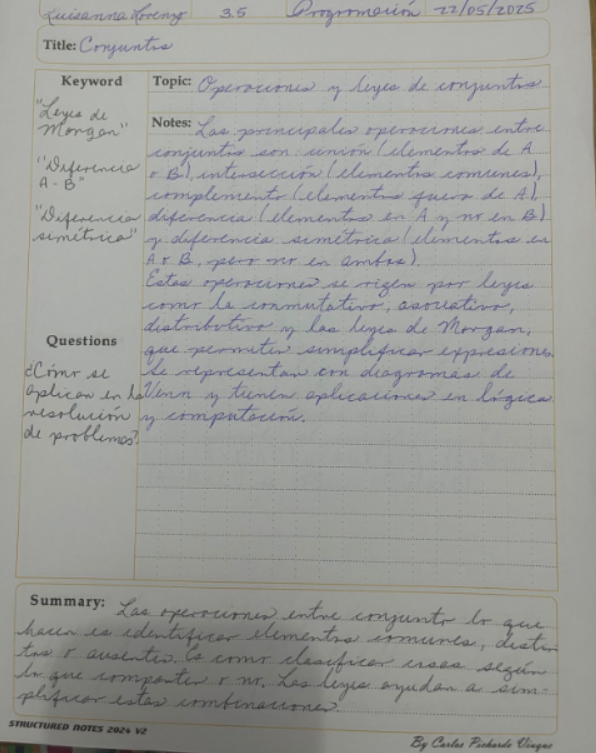 Luisanna Lorenzo 3.5 Programación 22/05/2025
Title: Conjuntos
Keyword
"Leyes de
Morgan"
"Diferencia
A - B"
"Diferencia
simétrica"
Questions
¿Cómo se
aplican en la
resolución
de problemas?
Topic: Operaciones y leyes de conjuntos
Notes: Las principales operaciones entre
conjuntos son: unión (elementos de A
o B), intersección (elementos comunes),
complemento (elementos fuera de A),
diferencia (elementos en A y no en B)
y diferencia simétrica (elementos en
A o B, pero no en ambos).
Estas operaciones se rigen por leyes
como la conmutativa, asociativa,
distributiva y las leyes de Morgan,
que permiten simplificar expresiones.
Se representan con diagramas de
Venn y tienen aplicaciones en lógica
y computación.
Summary: Las operaciones entre conjunto lo que
hacen es identificar elementos comunes, distin
tos o ausentes. Es como clasificar cosas según
lo que comparten o no. Las leyes ayudan a sim-
plificar estas combinaciones.
STRUCTURED NOTES 2024 V2
By Carlos Pichardo Viuque